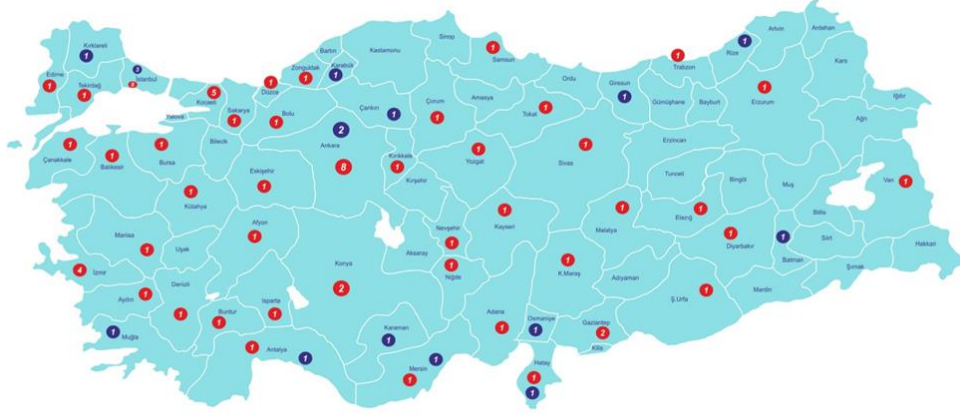 Kırklareli
1
Edirne
1
Tekirdağ
1
3
İstanbul
2
Kocaeli
5
Yalova
Sakarya
1
Düzce
1
Zonguldak
1
Bartın
Karabük
1
Kastamonu
Sinop
Samsun
1
Bolu
1
Çankırı
1
Çorum
1
Amasya
Tokat
1
Ordu
Giresun
1
Trabzon
1
Rize
1
Artvin
Ardahan
Kars
Iğdır
Gümüşhane
Bayburt
Erzurum
1
Ağrı
Çanakkale
1
Balıkesir
1
Bursa
1
Bilecik
Eskişehir
1
Ankara
2
8
Kırıkkale
1
Kırşehir
Yozgat
1
Sivas
1
Erzincan
Tunceli
Bingöl
Muş
Van
1
Kütahya
1
Manisa
1
Uşak
Afyon
1
Konya
2
Aksaray
Nevşehir
1
Niğde
1
Kayseri
1
Malatya
1
Elazığ
1
Diyarbakır
1
Batman
1
Bitlis
Siirt
Şırnak
Hakkari
İzmir
4
Aydın
1
Denizli
1
Muğla
1
Burdur
1
Isparta
1
Antalya
1
1
Karaman
1
Mersin
1
1
Adana
1
Osmaniye
1
K.Maraş
1
Adıyaman
Ş.Urfa
1
Mardin
Gaziantep
2
Kilis
Hatay
1
1